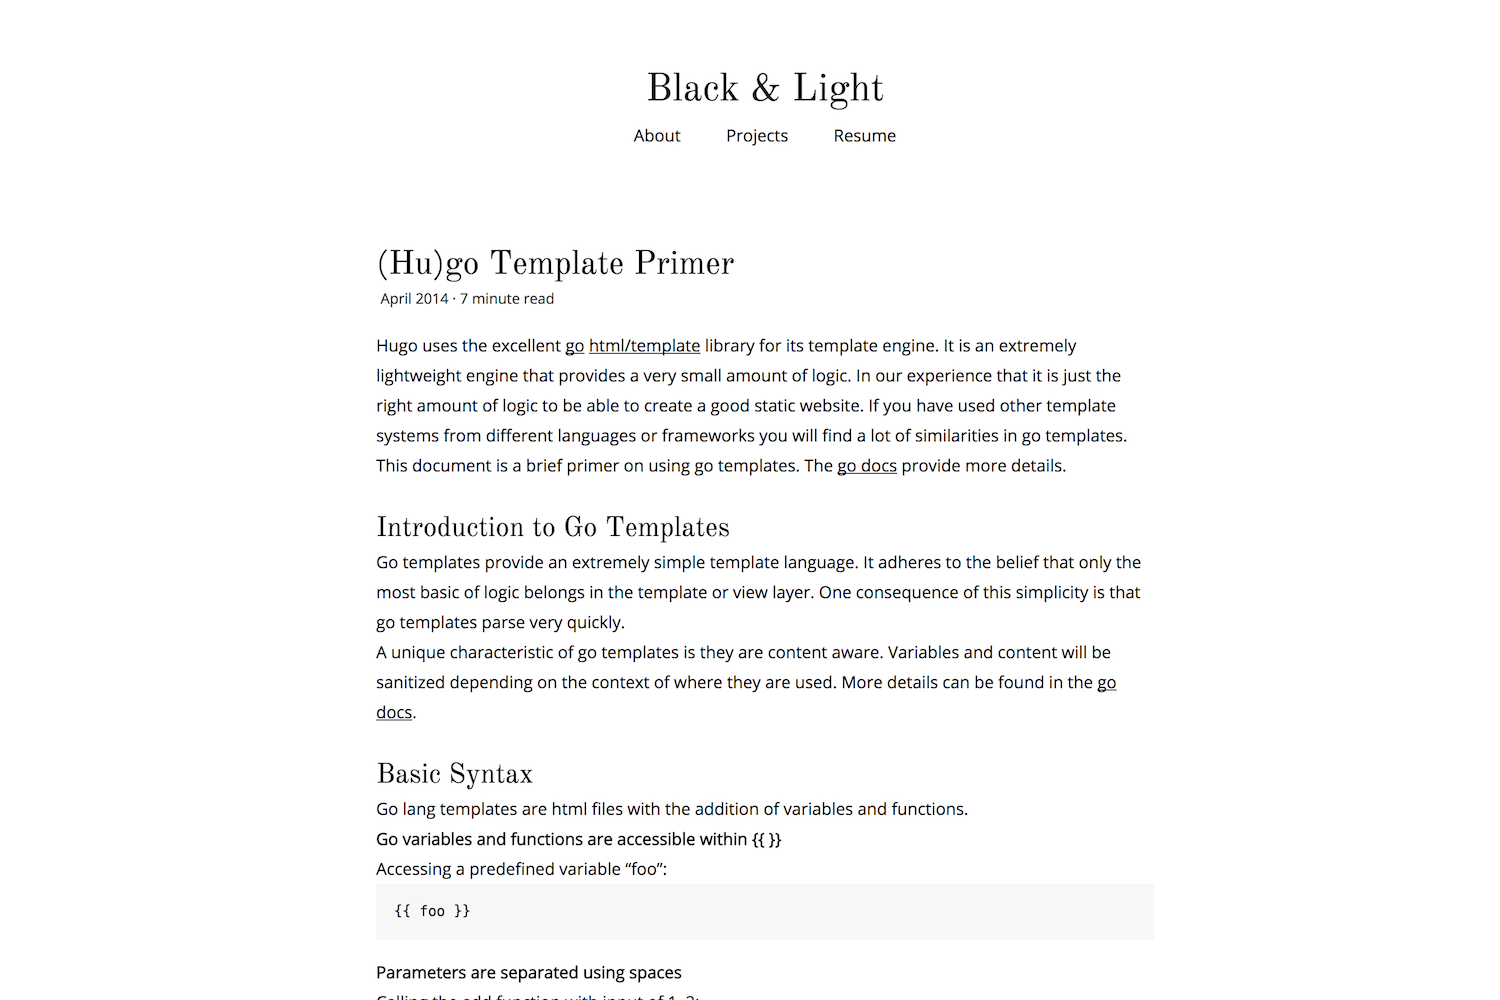 Black & Light
About Projects Resume
(Hu)go Template Primer
April 2014 · 7 minute read
Hugo uses the excellent go html/template library for its template engine. It is an extremely
lightweight engine that provides a very small amount of logic. In our experience that it is just the
right amount of logic to be able to create a good static website. If you have used other template
systems from different languages or frameworks you will find a lot of similarities in go templates.
This document is a brief primer on using go templates. The go docs provide more details.
Introduction to Go Templates
Go templates provide an extremely simple template language. It adheres to the belief that only the
most basic of logic belongs in the template or view layer. One consequence of this simplicity is that
go templates parse very quickly.
A unique characteristic of go templates is they are content aware. Variables and content will be
sanitized depending on the context of where they are used. More details can be found in the go
docs.
Basic Syntax
Go lang templates are html files with the addition of variables and functions.
Go variables and functions are accessible within {{ }}
Accessing a predefined variable “foo”:
{{ foo }}
Parameters are separated using spaces
Calling the add function with input of 1, 2: